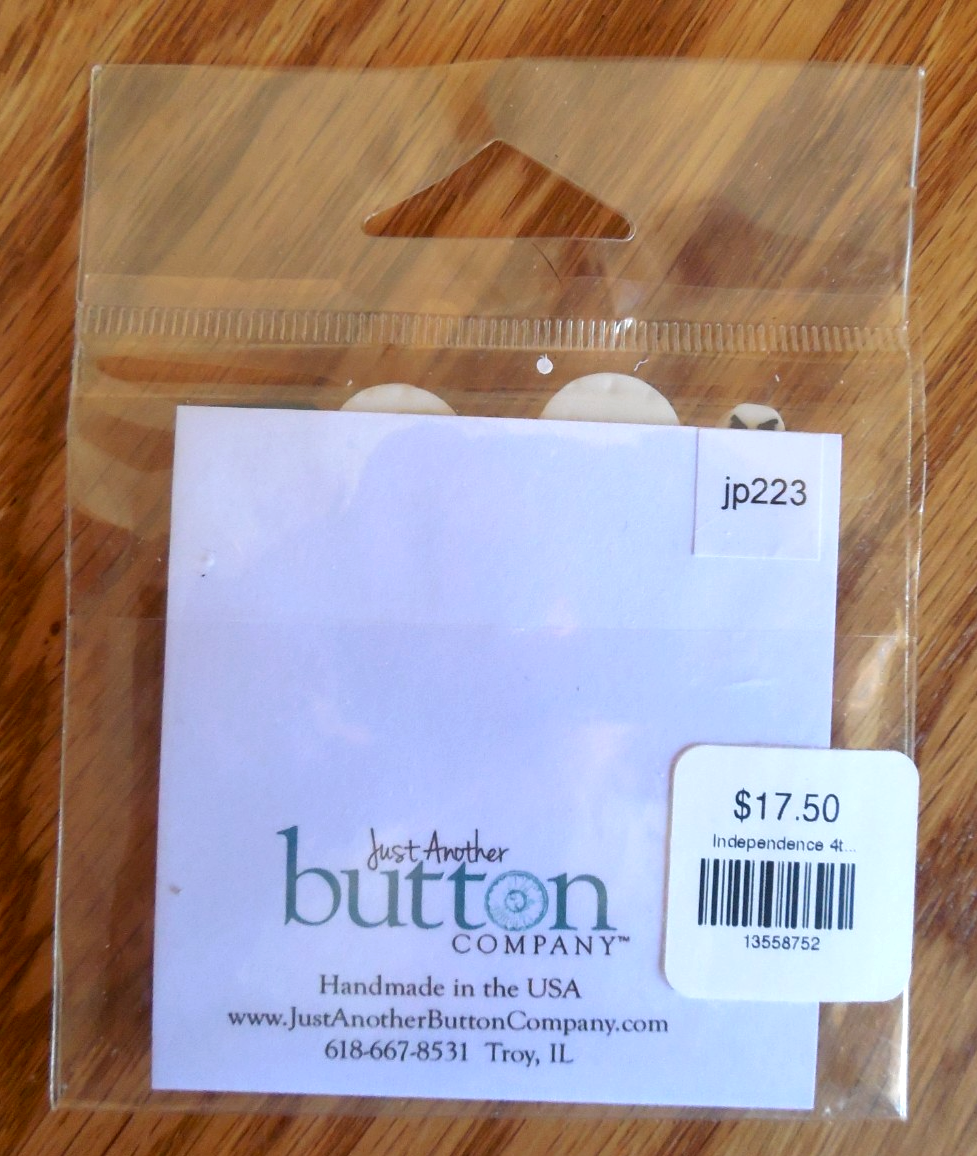 jp223
$17.50
Independence 4t...
13558752
Just Another
button
COMPANY™
Handmade in the USA
www.JustAnotherButtonCompany.com
618-667-8531 Troy, IL